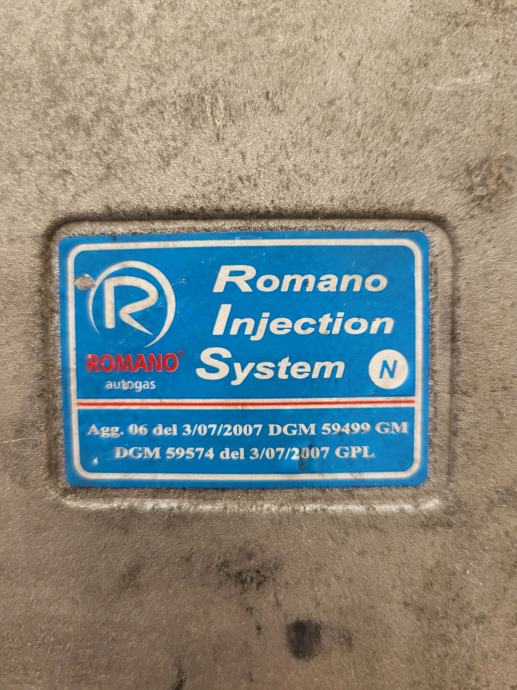 R
ROMANO®
autogas
Romano
Injection
System N
Agg. 06 del 3/07/2007 DGM 59499 GM
DGM 59574 del 3/07/2007 GPL